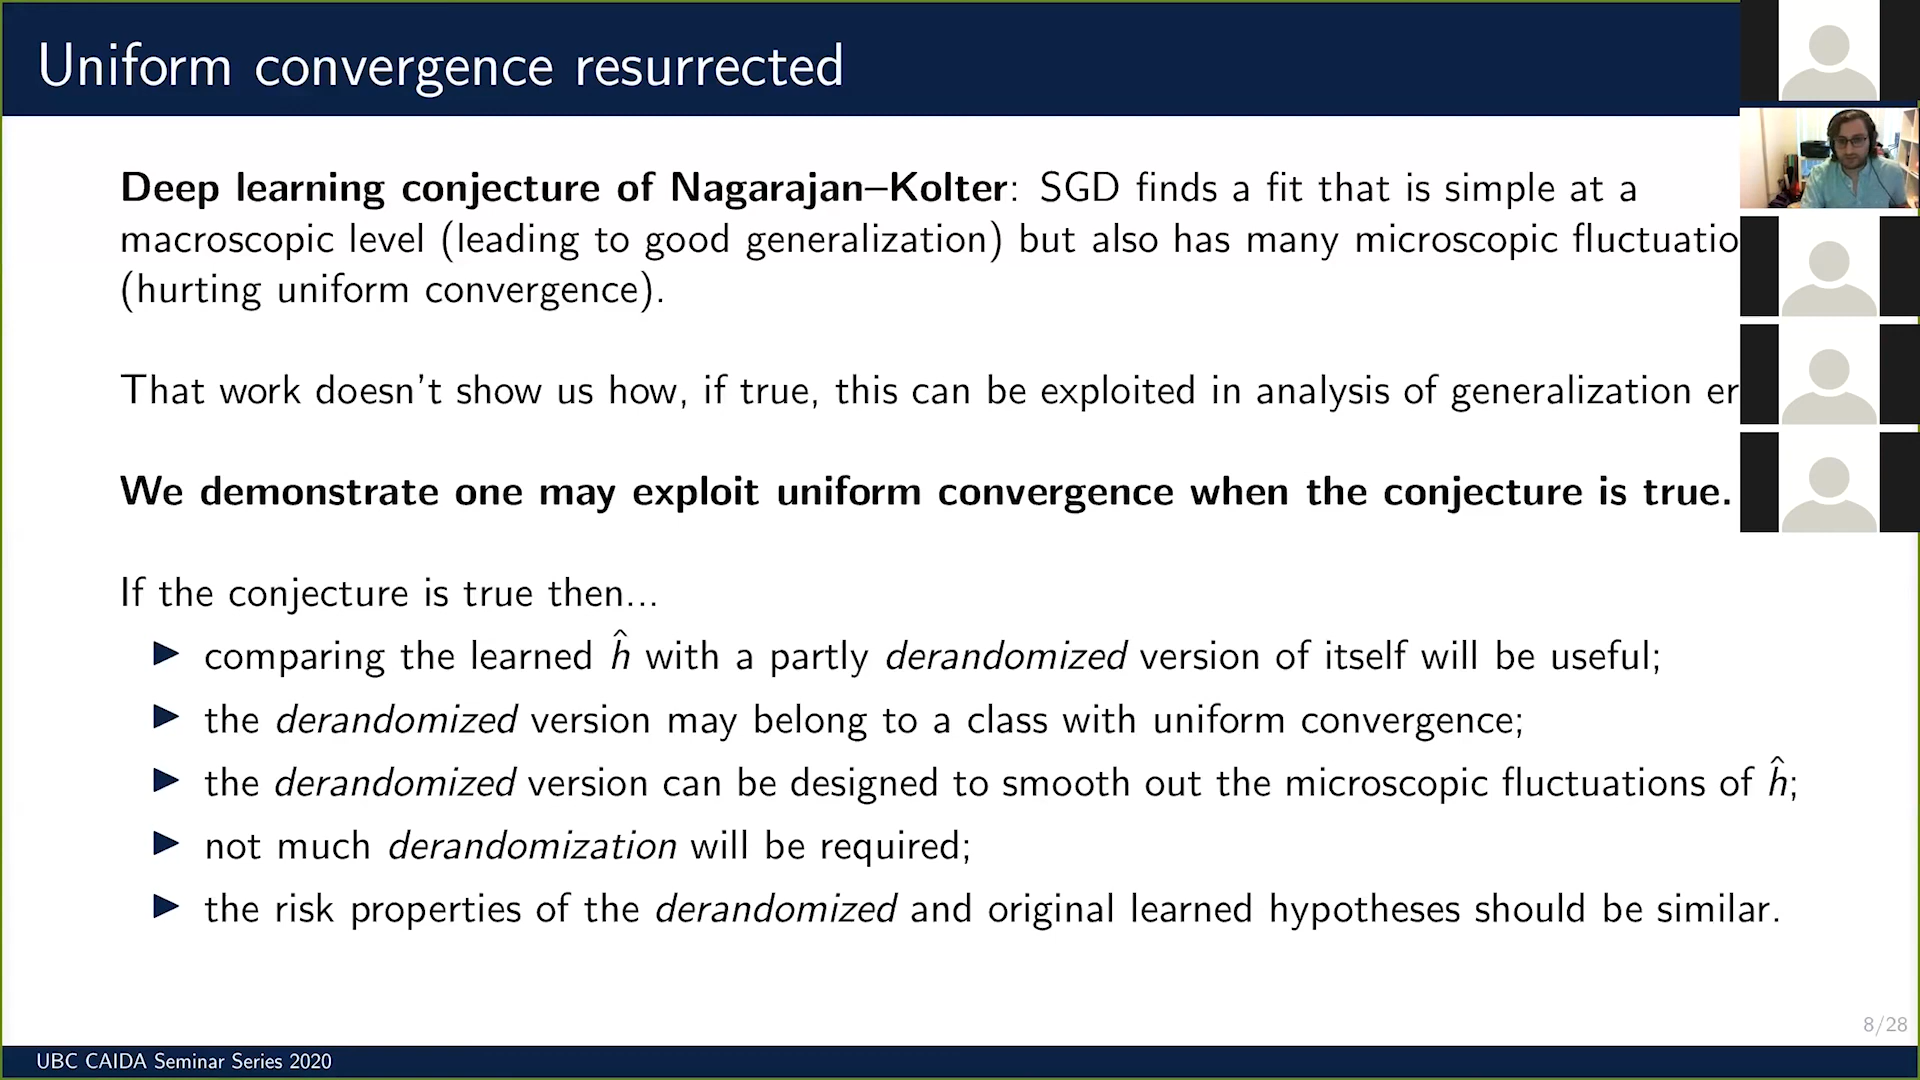 Uniform convergence resurrected
Deep learning conjecture of Nagarajan–Kolter: SGD finds a fit that is simple at a
macroscopic level (leading to good generalization) but also has many microscopic fluctuatio
(hurting uniform convergence).
That work doesn't show us how, if true, this can be exploited in analysis of generalization er
We demonstrate one may exploit uniform convergence when the conjecture is true.
If the conjecture is true then...
▶ comparing the learned ĥ with a partly derandomized version of itself will be useful;
▶ the derandomized version may belong to a class with uniform convergence;
▶ the derandomized version can be designed to smooth out the microscopic fluctuations of ĥ;
▶ not much derandomization will be required;
▶ the risk properties of the derandomized and original learned hypotheses should be similar.
8/28
UBC CAIDA Seminar Series 2020